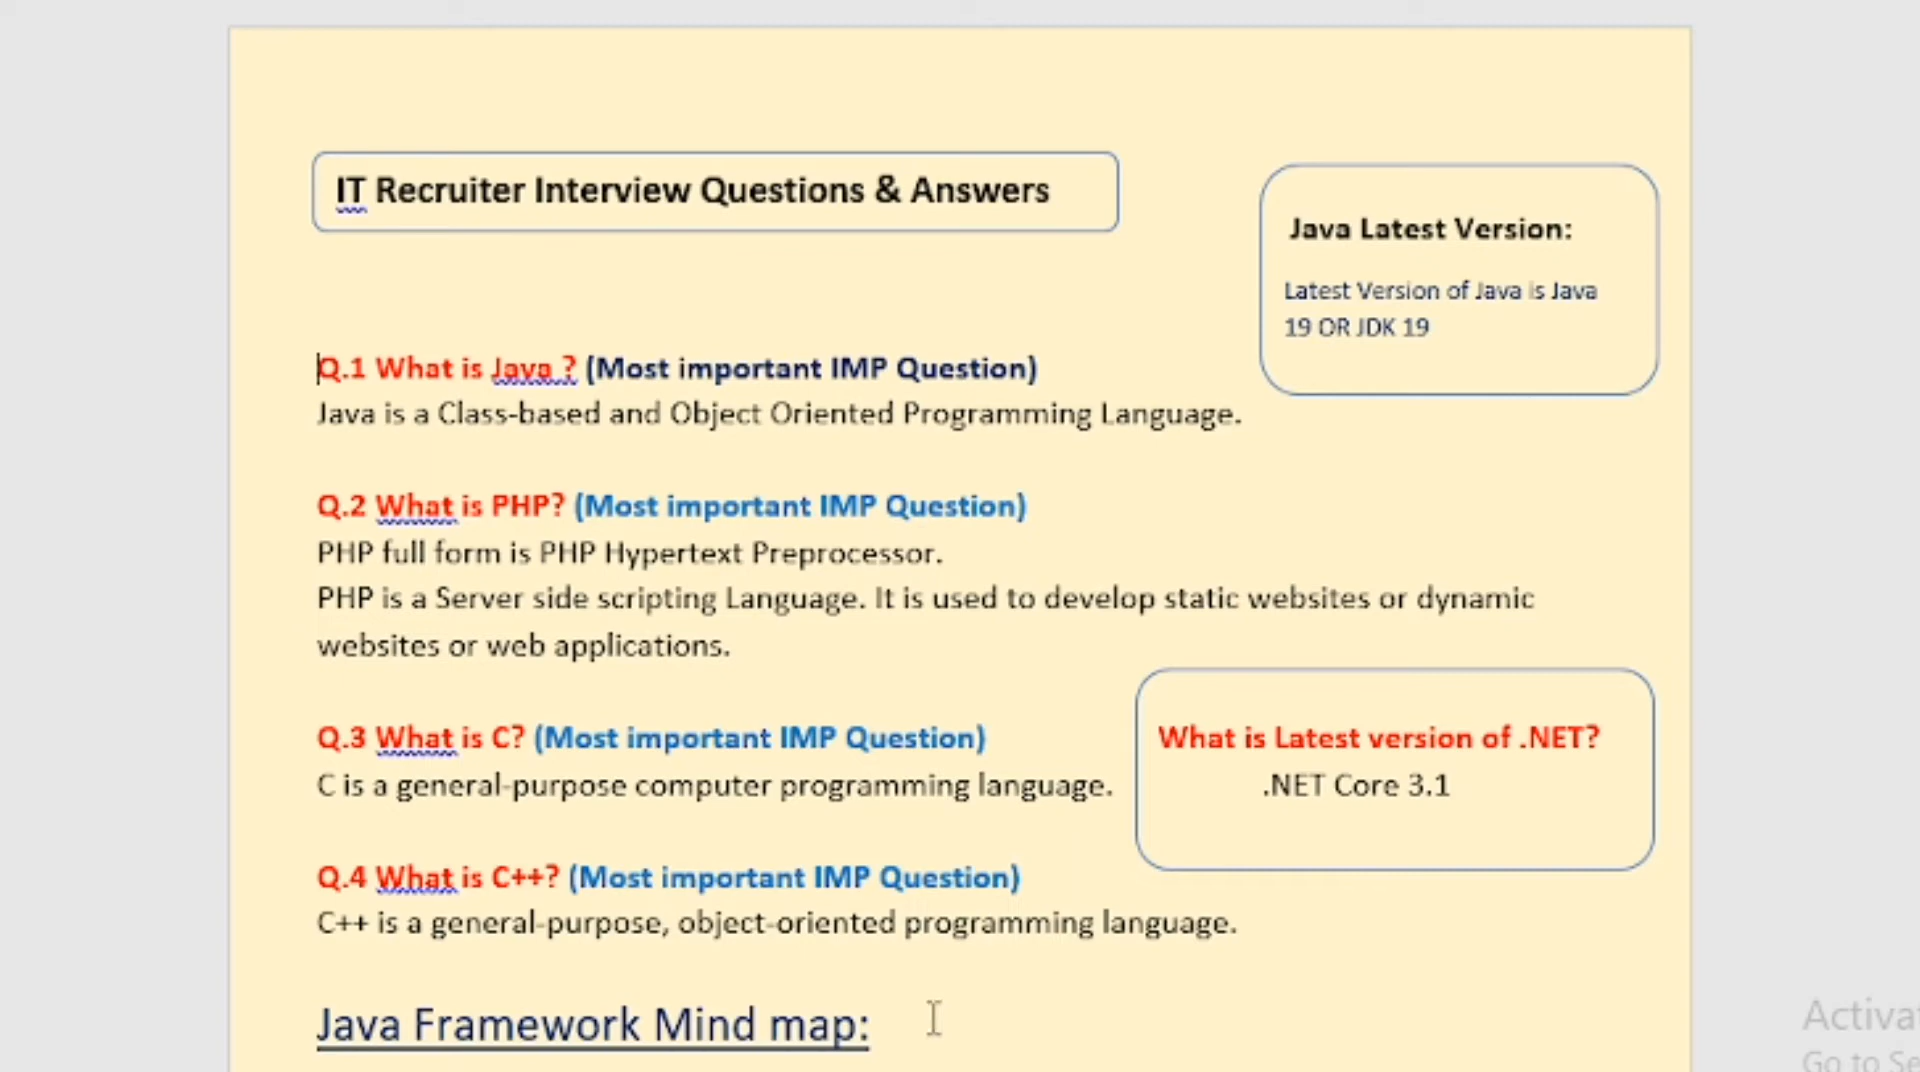 IT Recruiter Interview Questions & Answers
Java Latest Version:
Latest Version of Java is Java
19 OR JDK 19
Q.1 What is Java ? (Most important IMP Question)
Java is a Class-based and Object Oriented Programming Language.
Q.2 What is PHP? (Most important IMP Question)
PHP full form is PHP Hypertext Preprocessor.
PHP is a Server side scripting Language. It is used to develop static websites or dynamic
websites or web applications.
Q.3 What is C? (Most important IMP Question)
C is a general-purpose computer programming language.
What is Latest version of .NET?
.NET Core 3.1
Q.4 What is C++? (Most important IMP Question)
C++ is a general-purpose, object-oriented programming language.
Java Framework Mind map:
Activa
Go to Se